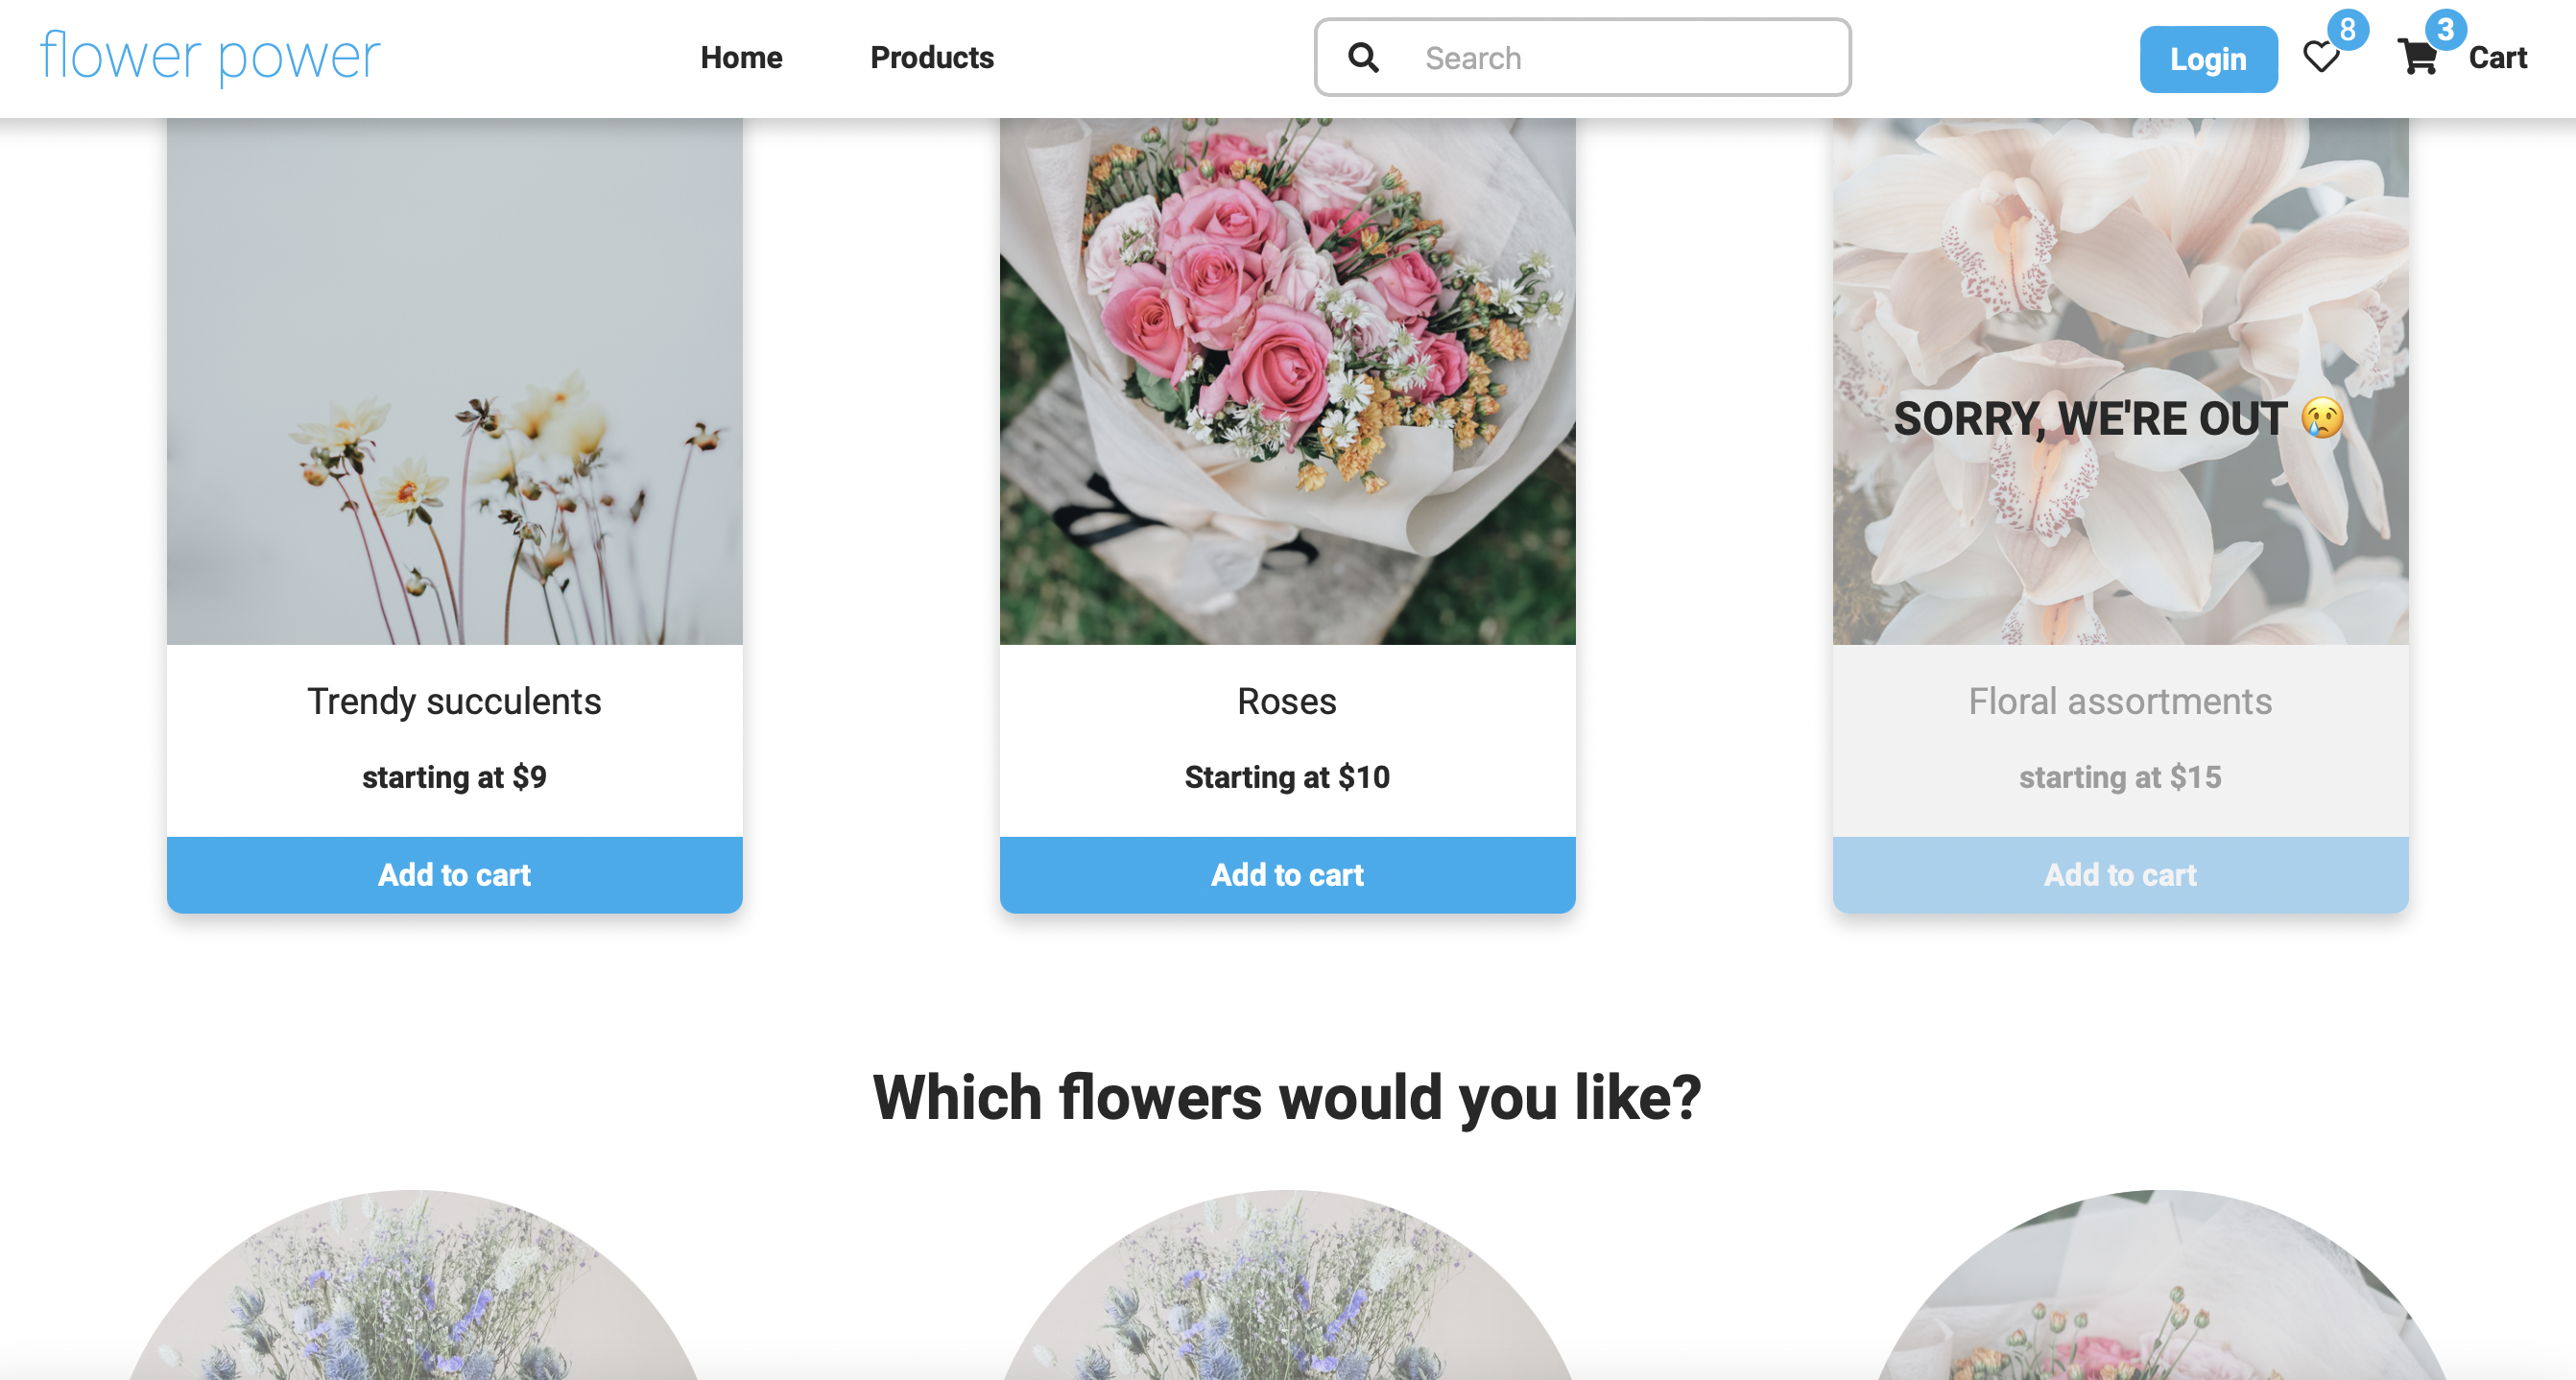 flower power
Home
Products
Search
Login
8
3
Cart
SORRY, WE'RE OUT 😢
Trendy succulents
starting at $9
Add to cart
Roses
Starting at $10
Add to cart
Floral assortments
starting at $15
Add to cart
Which flowers would you like?